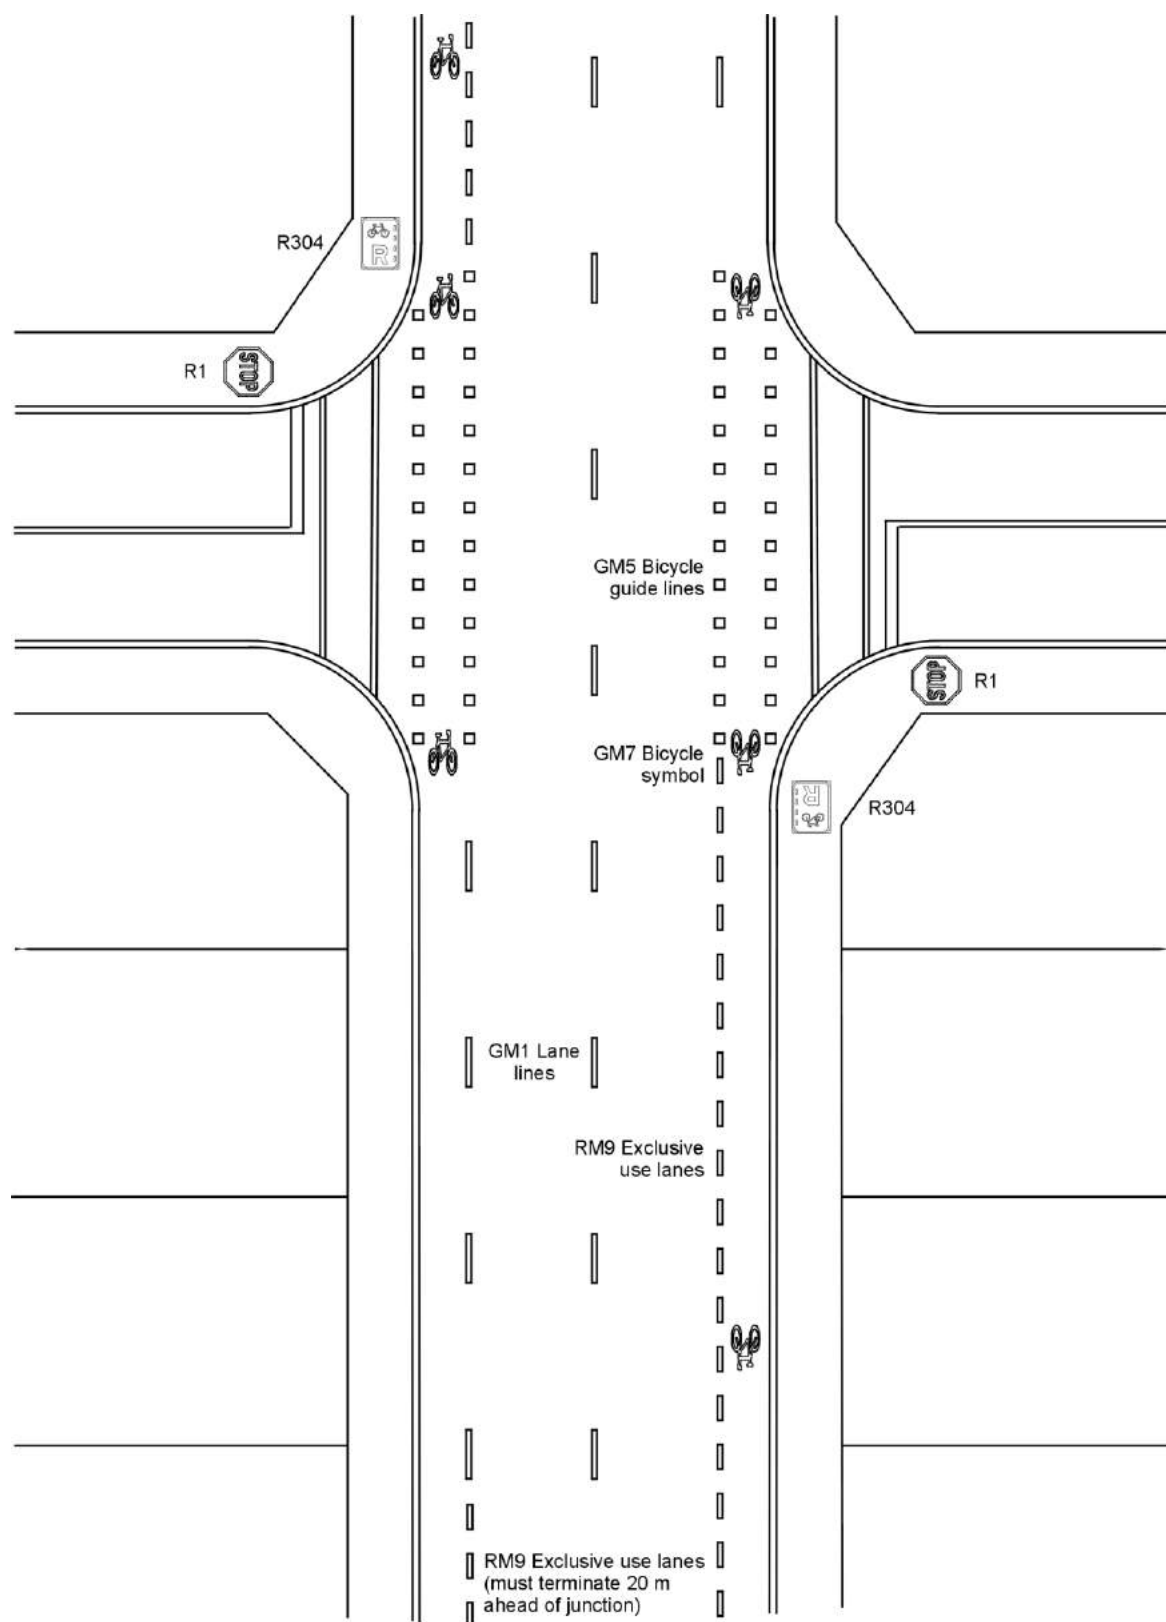 R304
R
R1
STOP
GM5 Bicycle
guide lines
STOP
R1
GM7 Bicycle
symbol
R
R304
GM1 Lane
lines
RM9 Exclusive
use lanes
RM9 Exclusive use lanes
(must terminate 20 m
ahead of junction)